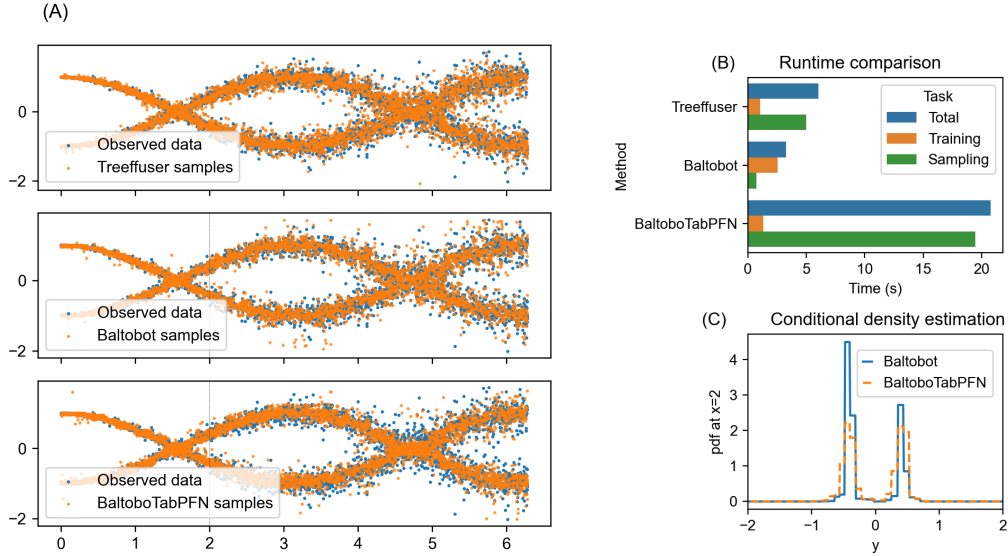 (A)
0
−2
Observed data
Treeffuser samples
0
−2
Observed data
Baltobot samples
0
−2
Observed data
BaltoboTabPFN samples
0 1 2 3 4 5 6
(B) Runtime comparison
Method
Treeffuser
Baltobot
BaltoboTabPFN
Task
Total
Training
Sampling
0 5 10 15 20
Time (s)
(C) Conditional density estimation
pdf at x=2
4
3
2
1
0
Baltobot
BaltoboTabPFN
−2 −1 0 1 2
y